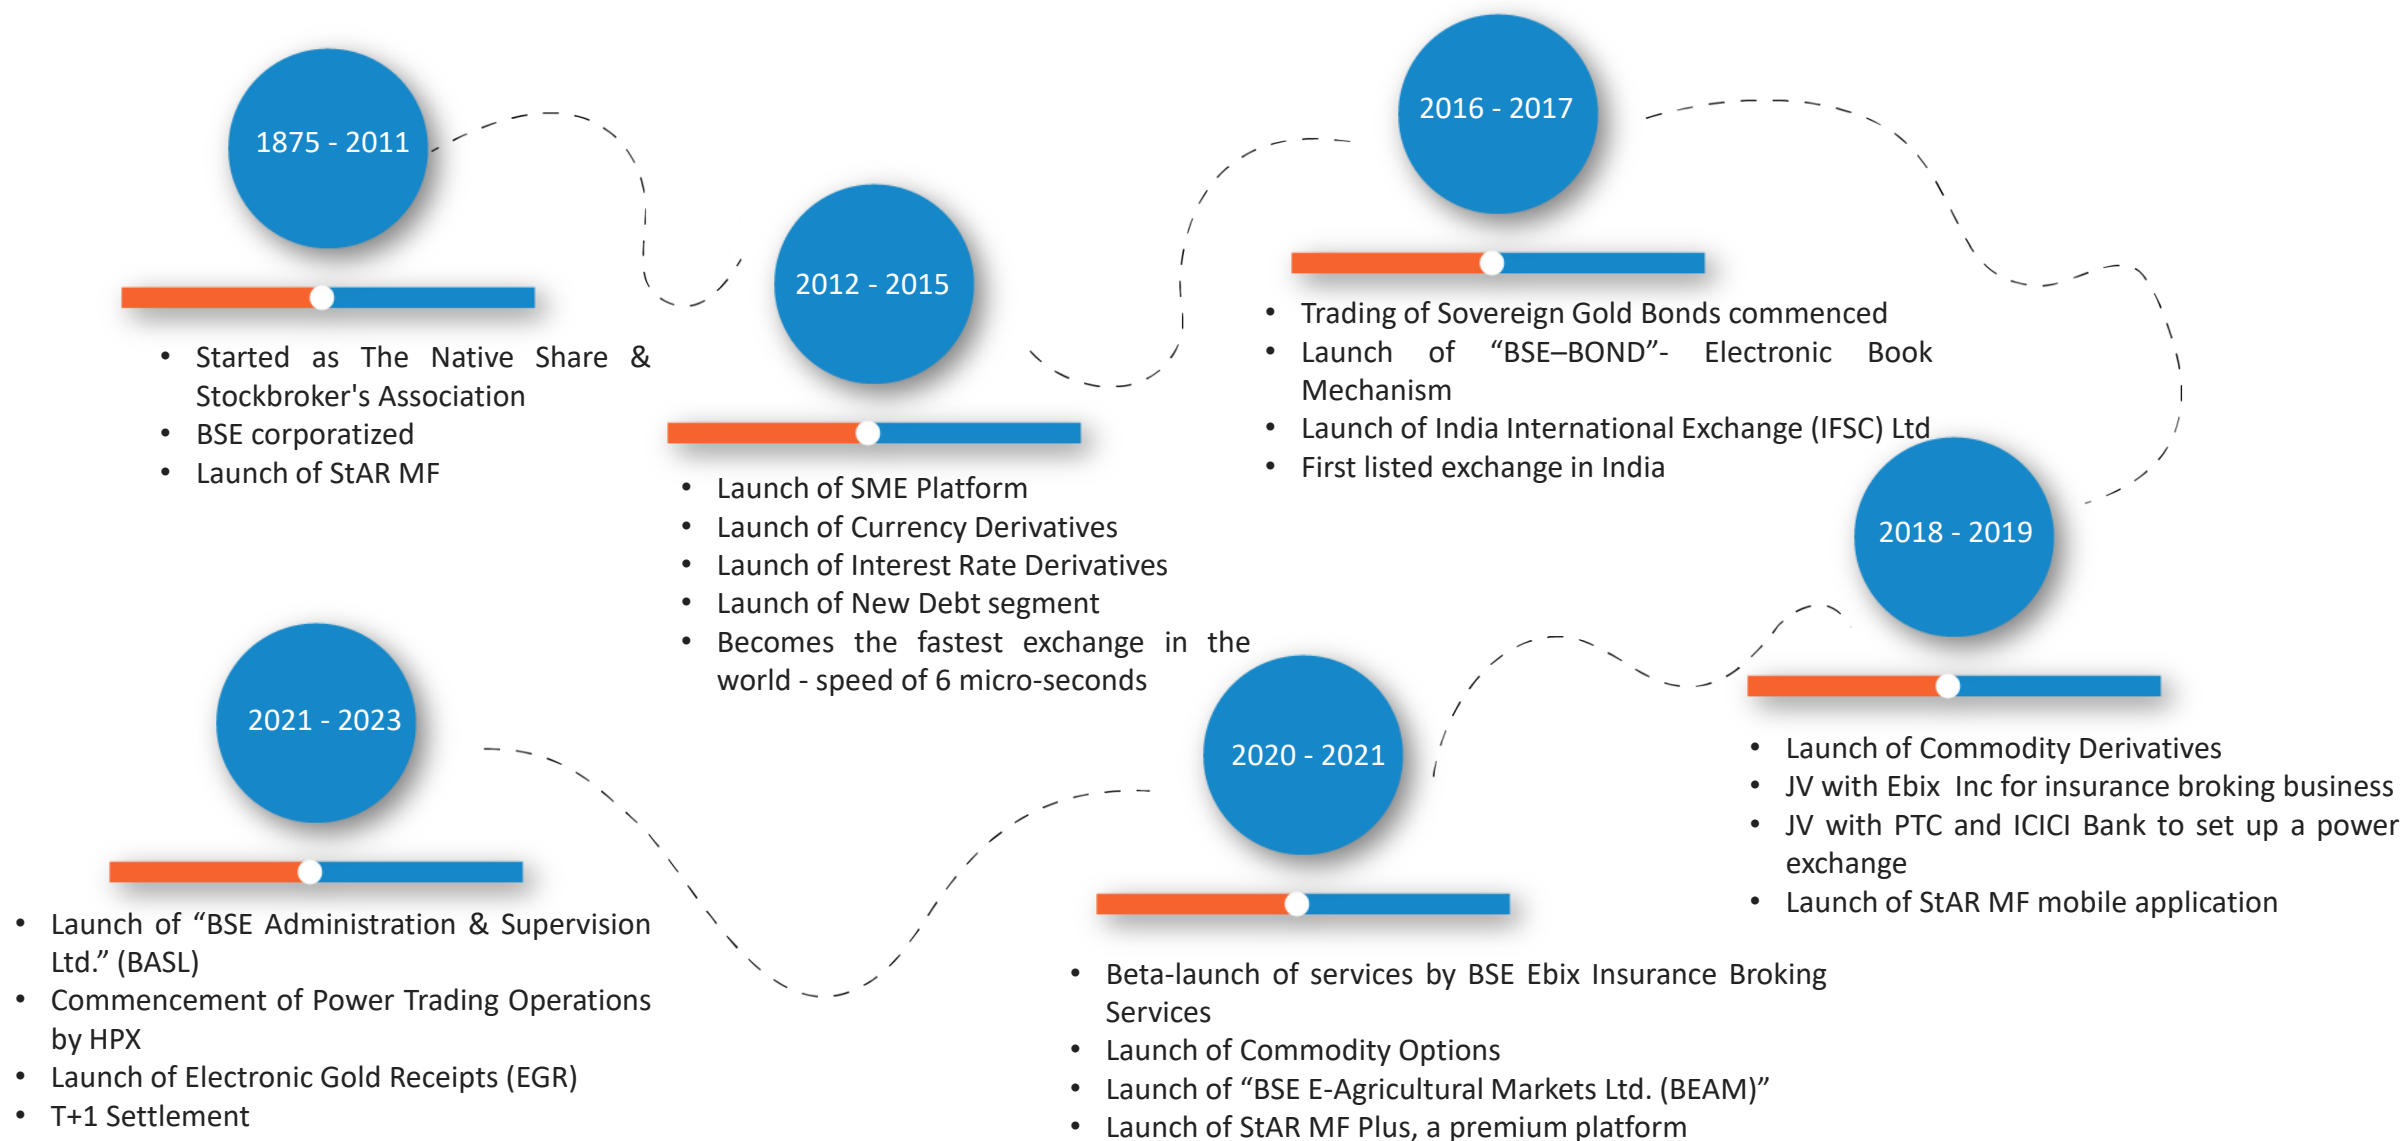 1875 - 2011
• Started as The Native Share &
Stockbroker's Association
• BSE corporatized
• Launch of StAR MF
2012 - 2015
• Launch of SME Platform
• Launch of Currency Derivatives
• Launch of Interest Rate Derivatives
• Launch of New Debt segment
• Becomes the fastest exchange in the
world - speed of 6 micro-seconds
2016 - 2017
• Trading of Sovereign Gold Bonds commenced
• Launch of “BSE–BOND”- Electronic Book
Mechanism
• Launch of India International Exchange (IFSC) Ltd
• First listed exchange in India
2018 - 2019
• Launch of Commodity Derivatives
• JV with Ebix Inc for insurance broking business
• JV with PTC and ICICI Bank to set up a power
exchange
• Launch of StAR MF mobile application
2020 - 2021
• Beta-launch of services by BSE Ebix Insurance Broking
Services
• Launch of Commodity Options
• Launch of “BSE E-Agricultural Markets Ltd. (BEAM)”
• Launch of StAR MF Plus, a premium platform
2021 - 2023
• Launch of “BSE Administration & Supervision
Ltd.” (BASL)
• Commencement of Power Trading Operations
by HPX
• Launch of Electronic Gold Receipts (EGR)
• T+1 Settlement